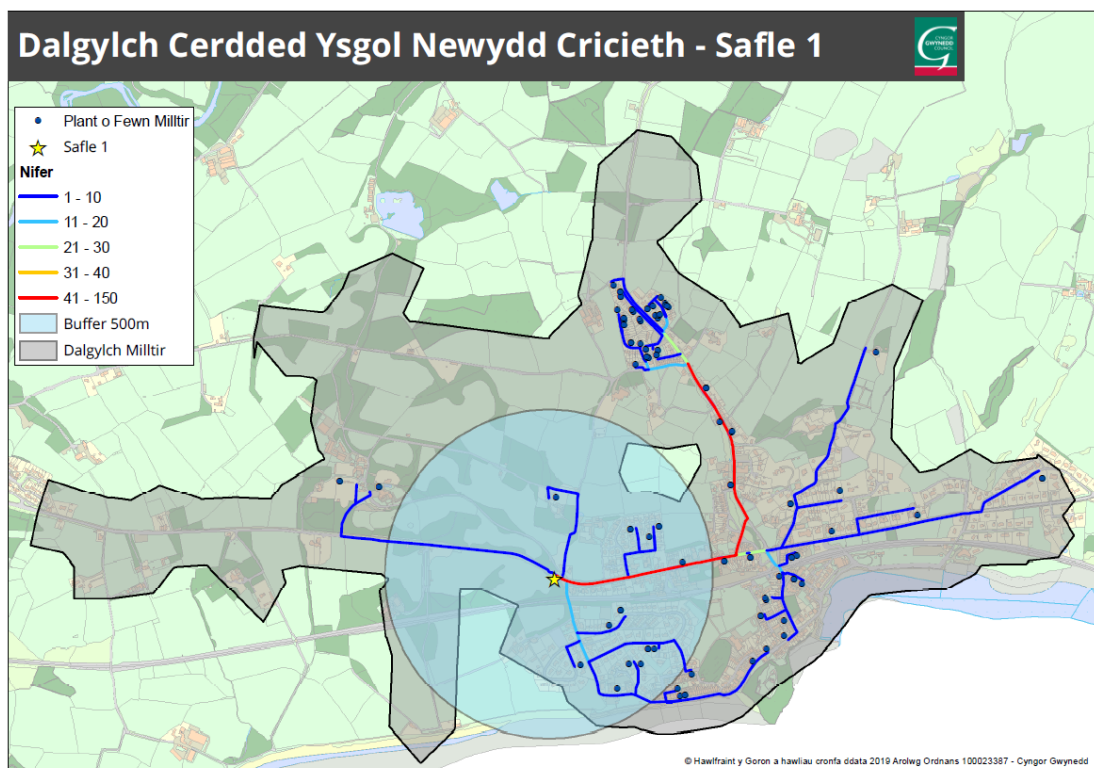 Dalgylch Cerdded Ysgol Newydd Cricieth - Safle 1
CYNGOR
GWYNEDD
COUNCIL
Plant o Fewn Milltir
Safle 1
Nifer
1 - 10
11 - 20
21 - 30
31 - 40
41 - 150
Buffer 500m
Dalgylch Milltir
© Hawlfraint y Goron a hawliau cronfa ddata 2019 Arolwg Ordnans 100023387 - Cyngor Gwynedd